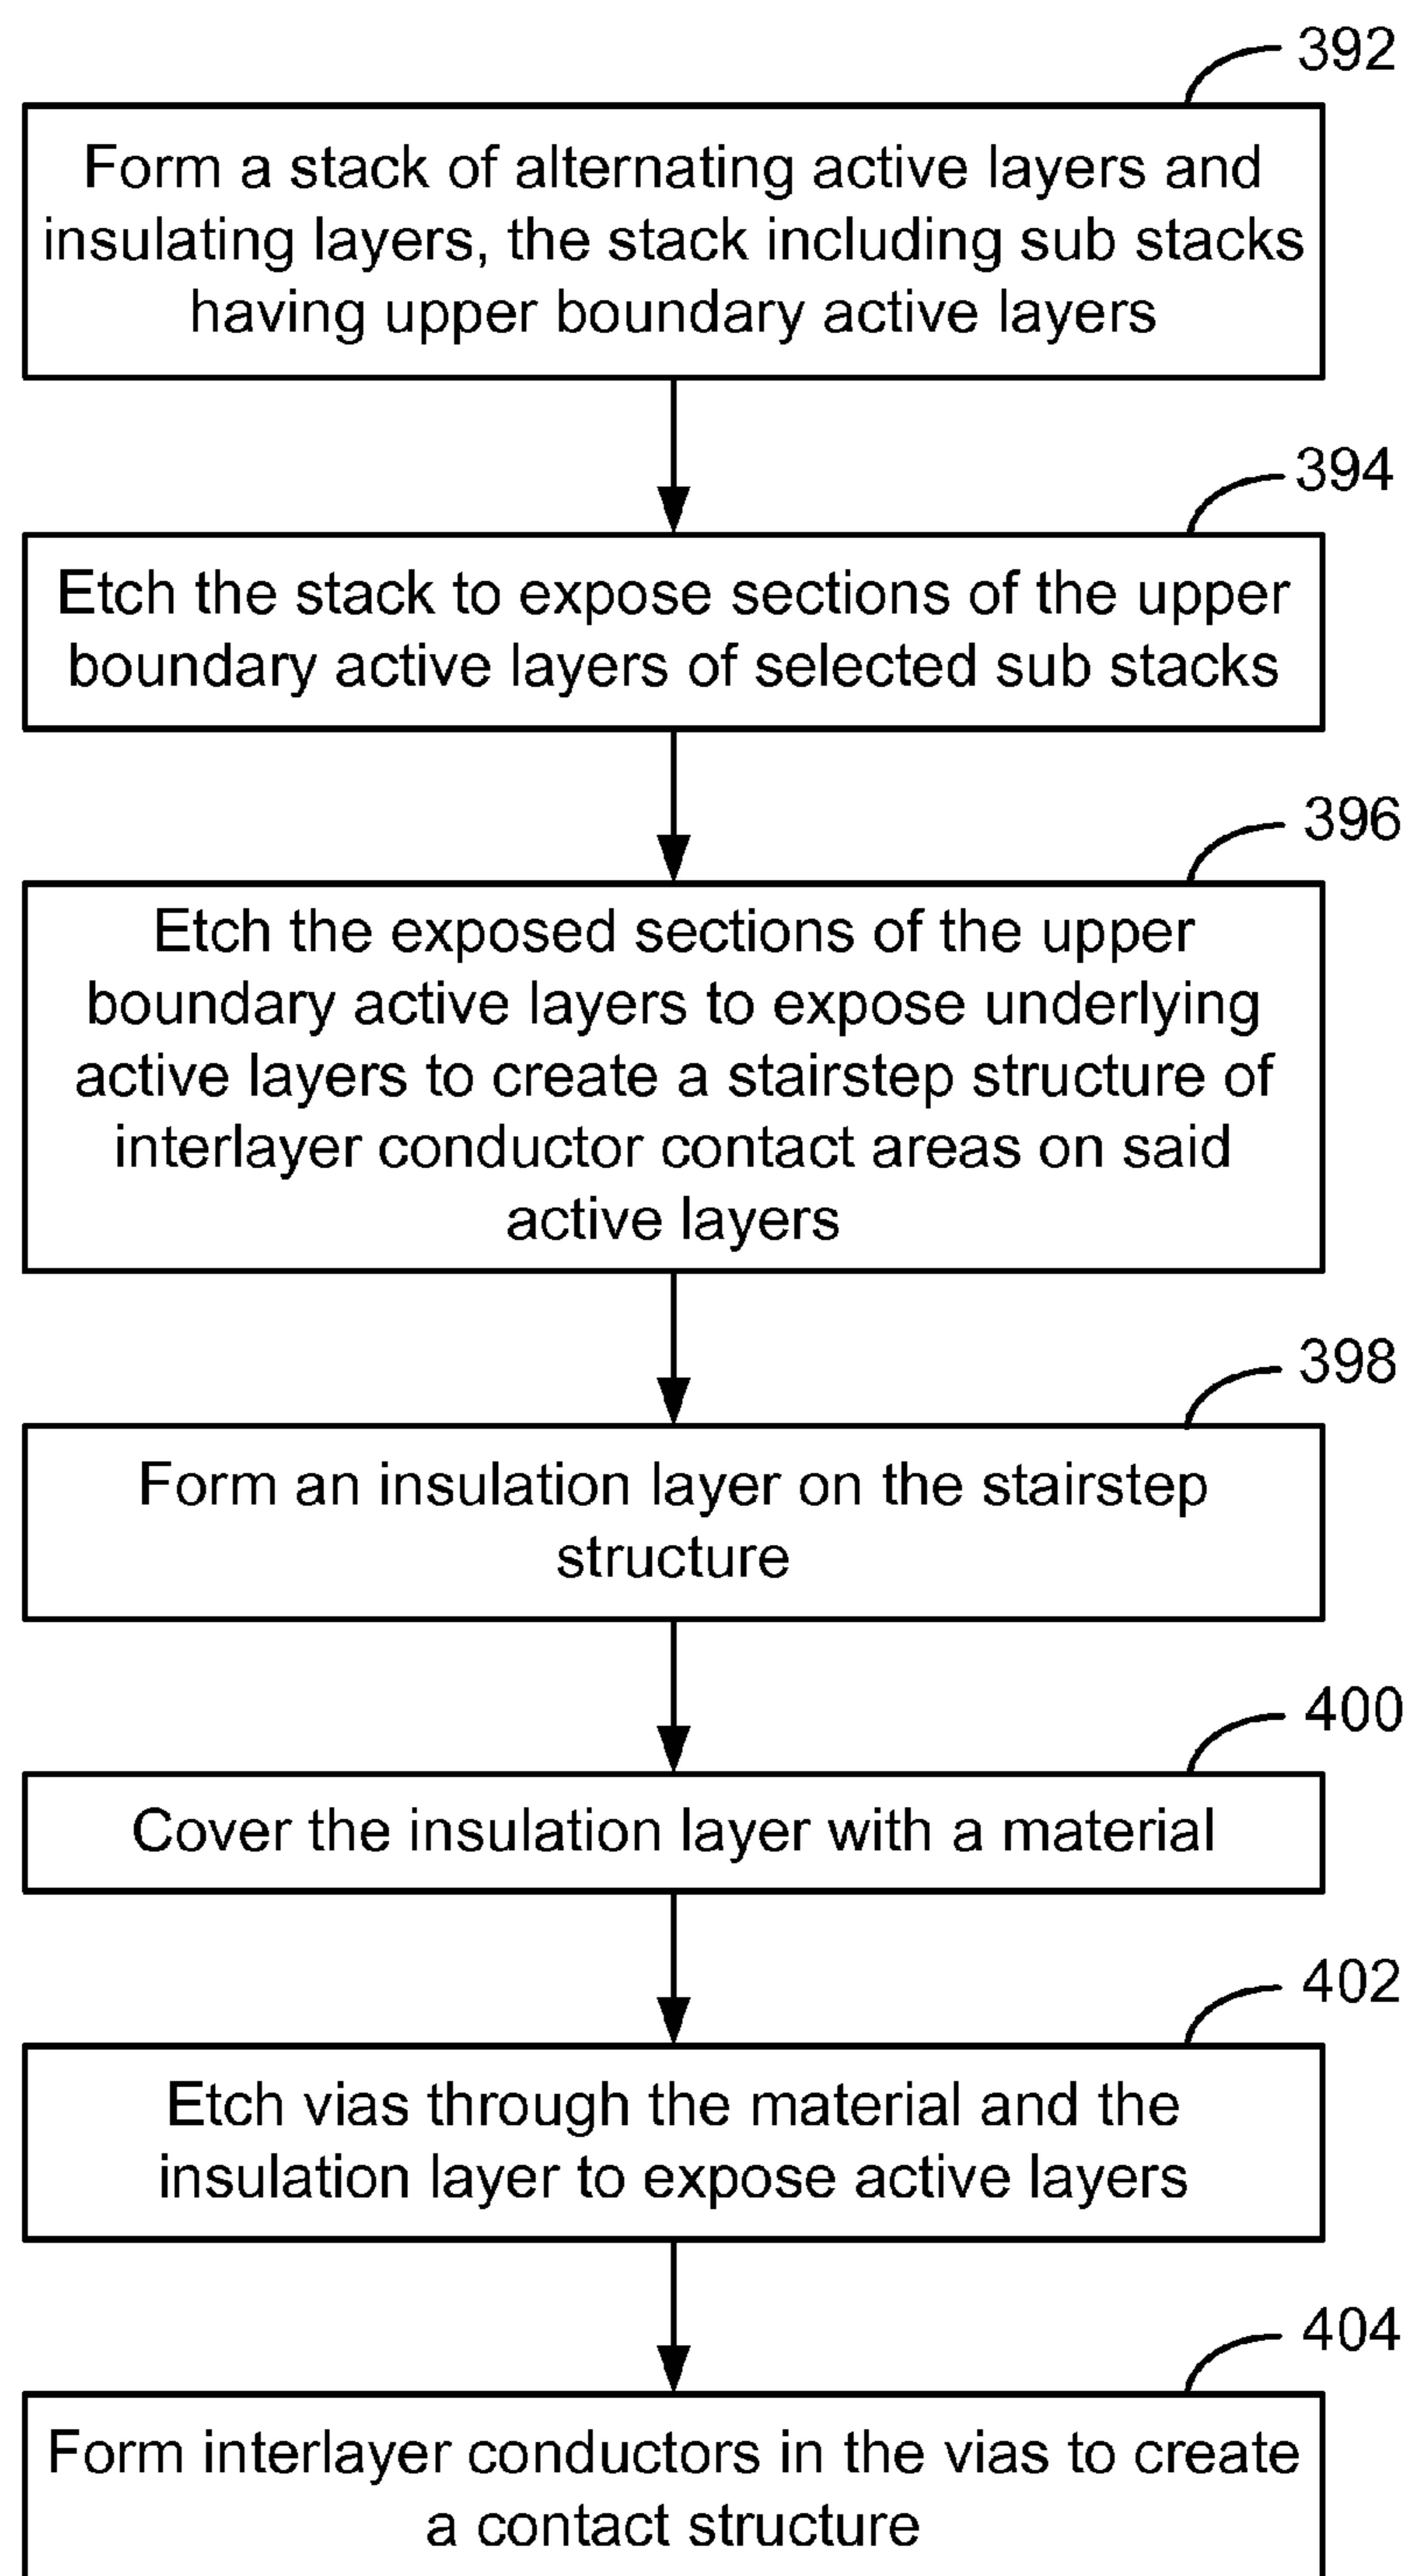 392
Form a stack of alternating active layers and
insulating layers, the stack including sub stacks
having upper boundary active layers
394
Etch the stack to expose sections of the upper
boundary active layers of selected sub stacks
396
Etch the exposed sections of the upper
boundary active layers to expose underlying
active layers to create a stairstep structure of
interlayer conductor contact areas on said
active layers
398
Form an insulation layer on the stairstep
structure
400
Cover the insulation layer with a material
402
Etch vias through the material and the
insulation layer to expose active layers
404
Form interlayer conductors in the vias to create
a contact structure